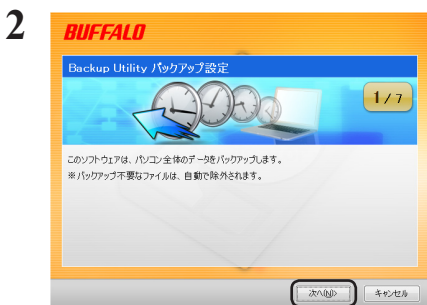 2
BUFFALO
Backup Utility バックアップ設定
1/7
このソフトウェアは、パソコン全体のデータをバックアップします。
※バックアップ不要なファイルは、自動で除外されます。
次へ(N)> キャンセル